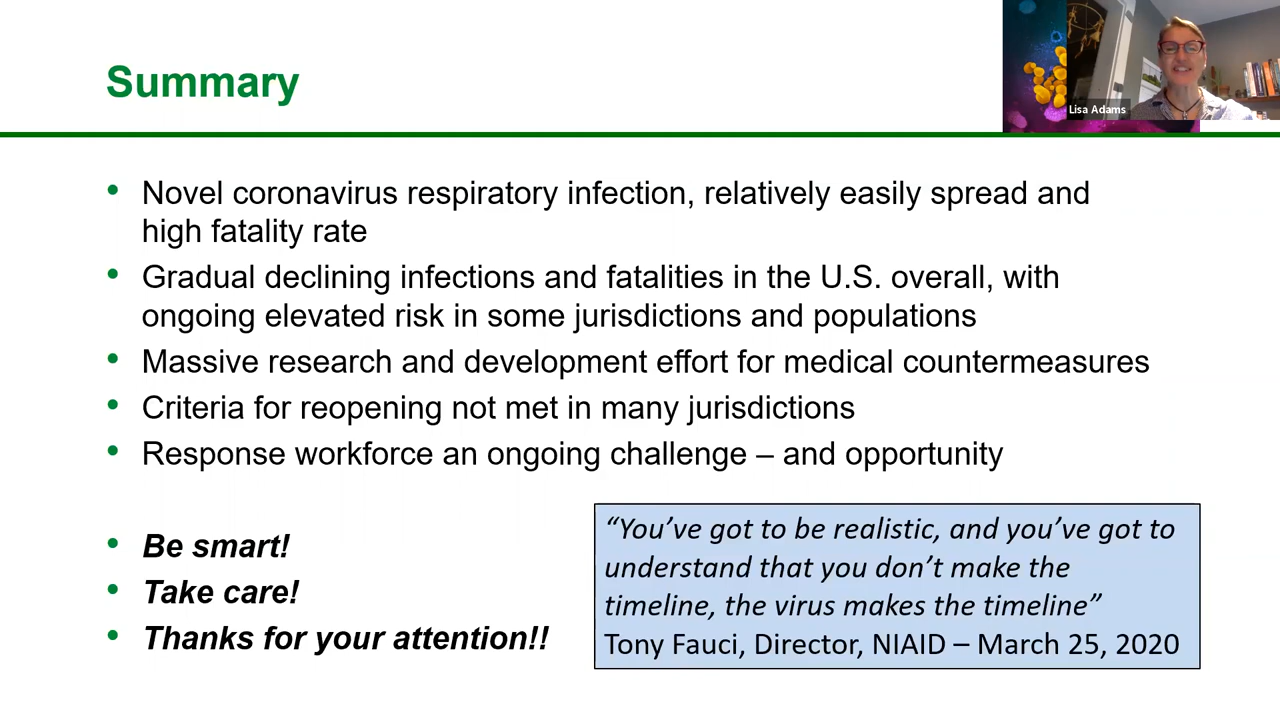 Summary
Lisa Adams
• Novel coronavirus respiratory infection, relatively easily spread and
high fatality rate
• Gradual declining infections and fatalities in the U.S. overall, with
ongoing elevated risk in some jurisdictions and populations
• Massive research and development effort for medical countermeasures
• Criteria for reopening not met in many jurisdictions
• Response workforce an ongoing challenge – and opportunity
• Be smart!
• Take care!
• Thanks for your attention!!
“You’ve got to be realistic, and you’ve got to
understand that you don’t make the
timeline, the virus makes the timeline”
Tony Fauci, Director, NIAID – March 25, 2020